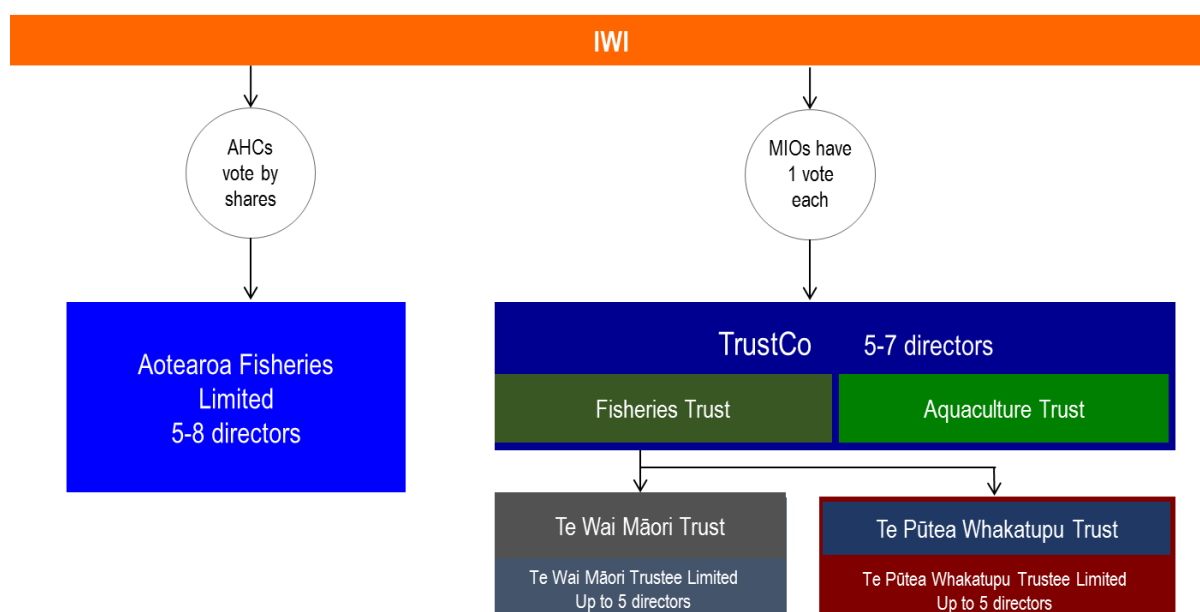 IWI
AHCs
vote by
shares
MIOs have
1 vote
each
Aotearoa Fisheries
Limited
5-8 directors
TrustCo 5-7 directors
Fisheries Trust
Aquaculture Trust
Te Wai Māori Trust
Te Wai Māori Trustee Limited
Up to 5 directors
Te Pūtea Whakatupu Trust
Te Pūtea Whakatupu Trustee Limited
Up to 5 directors